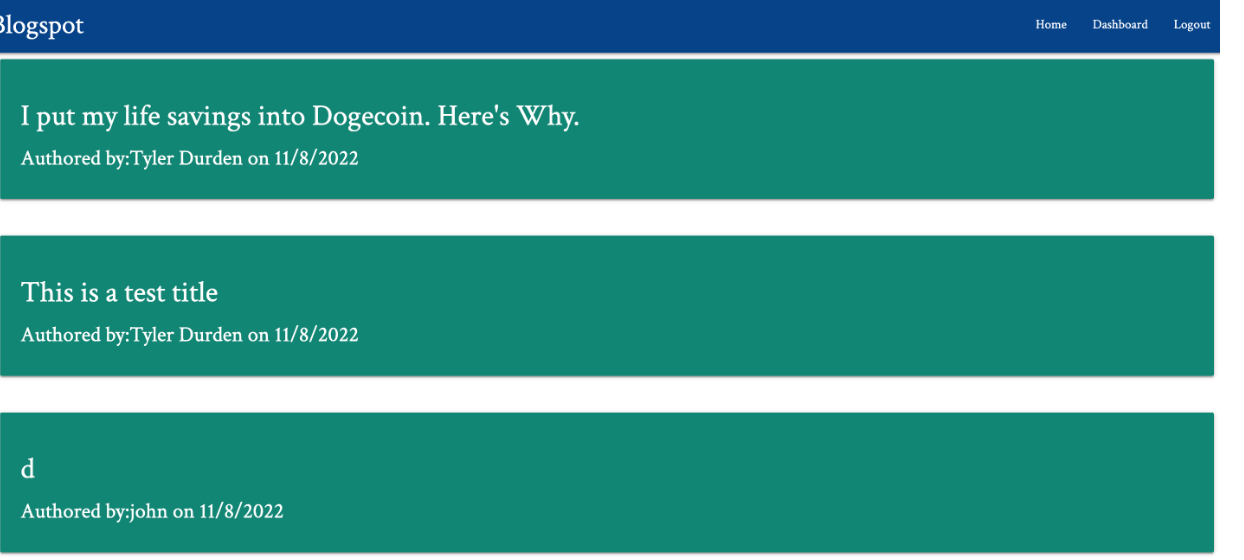 Blogspot
Home Dashboard Logout
I put my life savings into Dogecoin. Here's Why.
Authored by:Tyler Durden on 11/8/2022
This is a test title
Authored by:Tyler Durden on 11/8/2022
d
Authored by:john on 11/8/2022